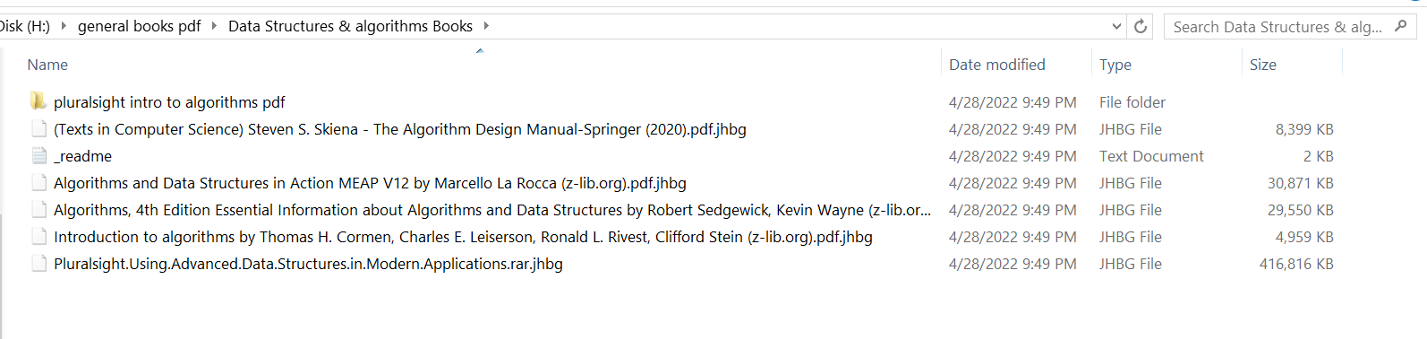 Disk (H:) general books pdf Data Structures & algorithms Books Search Data Structures & alg...
Name Date modified Type Size
pluralsight intro to algorithms pdf 4/28/2022 9:49 PM File folder
(Texts in Computer Science) Steven S. Skiena - The Algorithm Design Manual-Springer (2020).pdf.jhbg 4/28/2022 9:49 PM JHBG File 8,399 KB
_readme 4/28/2022 9:49 PM Text Document 2 KB
Algorithms and Data Structures in Action MEAP V12 by Marcello La Rocca (z-lib.org).pdf.jhbg 4/28/2022 9:49 PM JHBG File 30,871 KB
Algorithms, 4th Edition Essential Information about Algorithms and Data Structures by Robert Sedgewick, Kevin Wayne (z-lib.or... 4/28/2022 9:49 PM JHBG File 29,550 KB
Introduction to algorithms by Thomas H. Cormen, Charles E. Leiserson, Ronald L. Rivest, Clifford Stein (z-lib.org).pdf.jhbg 4/28/2022 9:49 PM JHBG File 4,959 KB
Pluralsight.Using.Advanced.Data.Structures.in.Modern.Applications.rar.jhbg 4/28/2022 9:49 PM JHBG File 416,816 KB